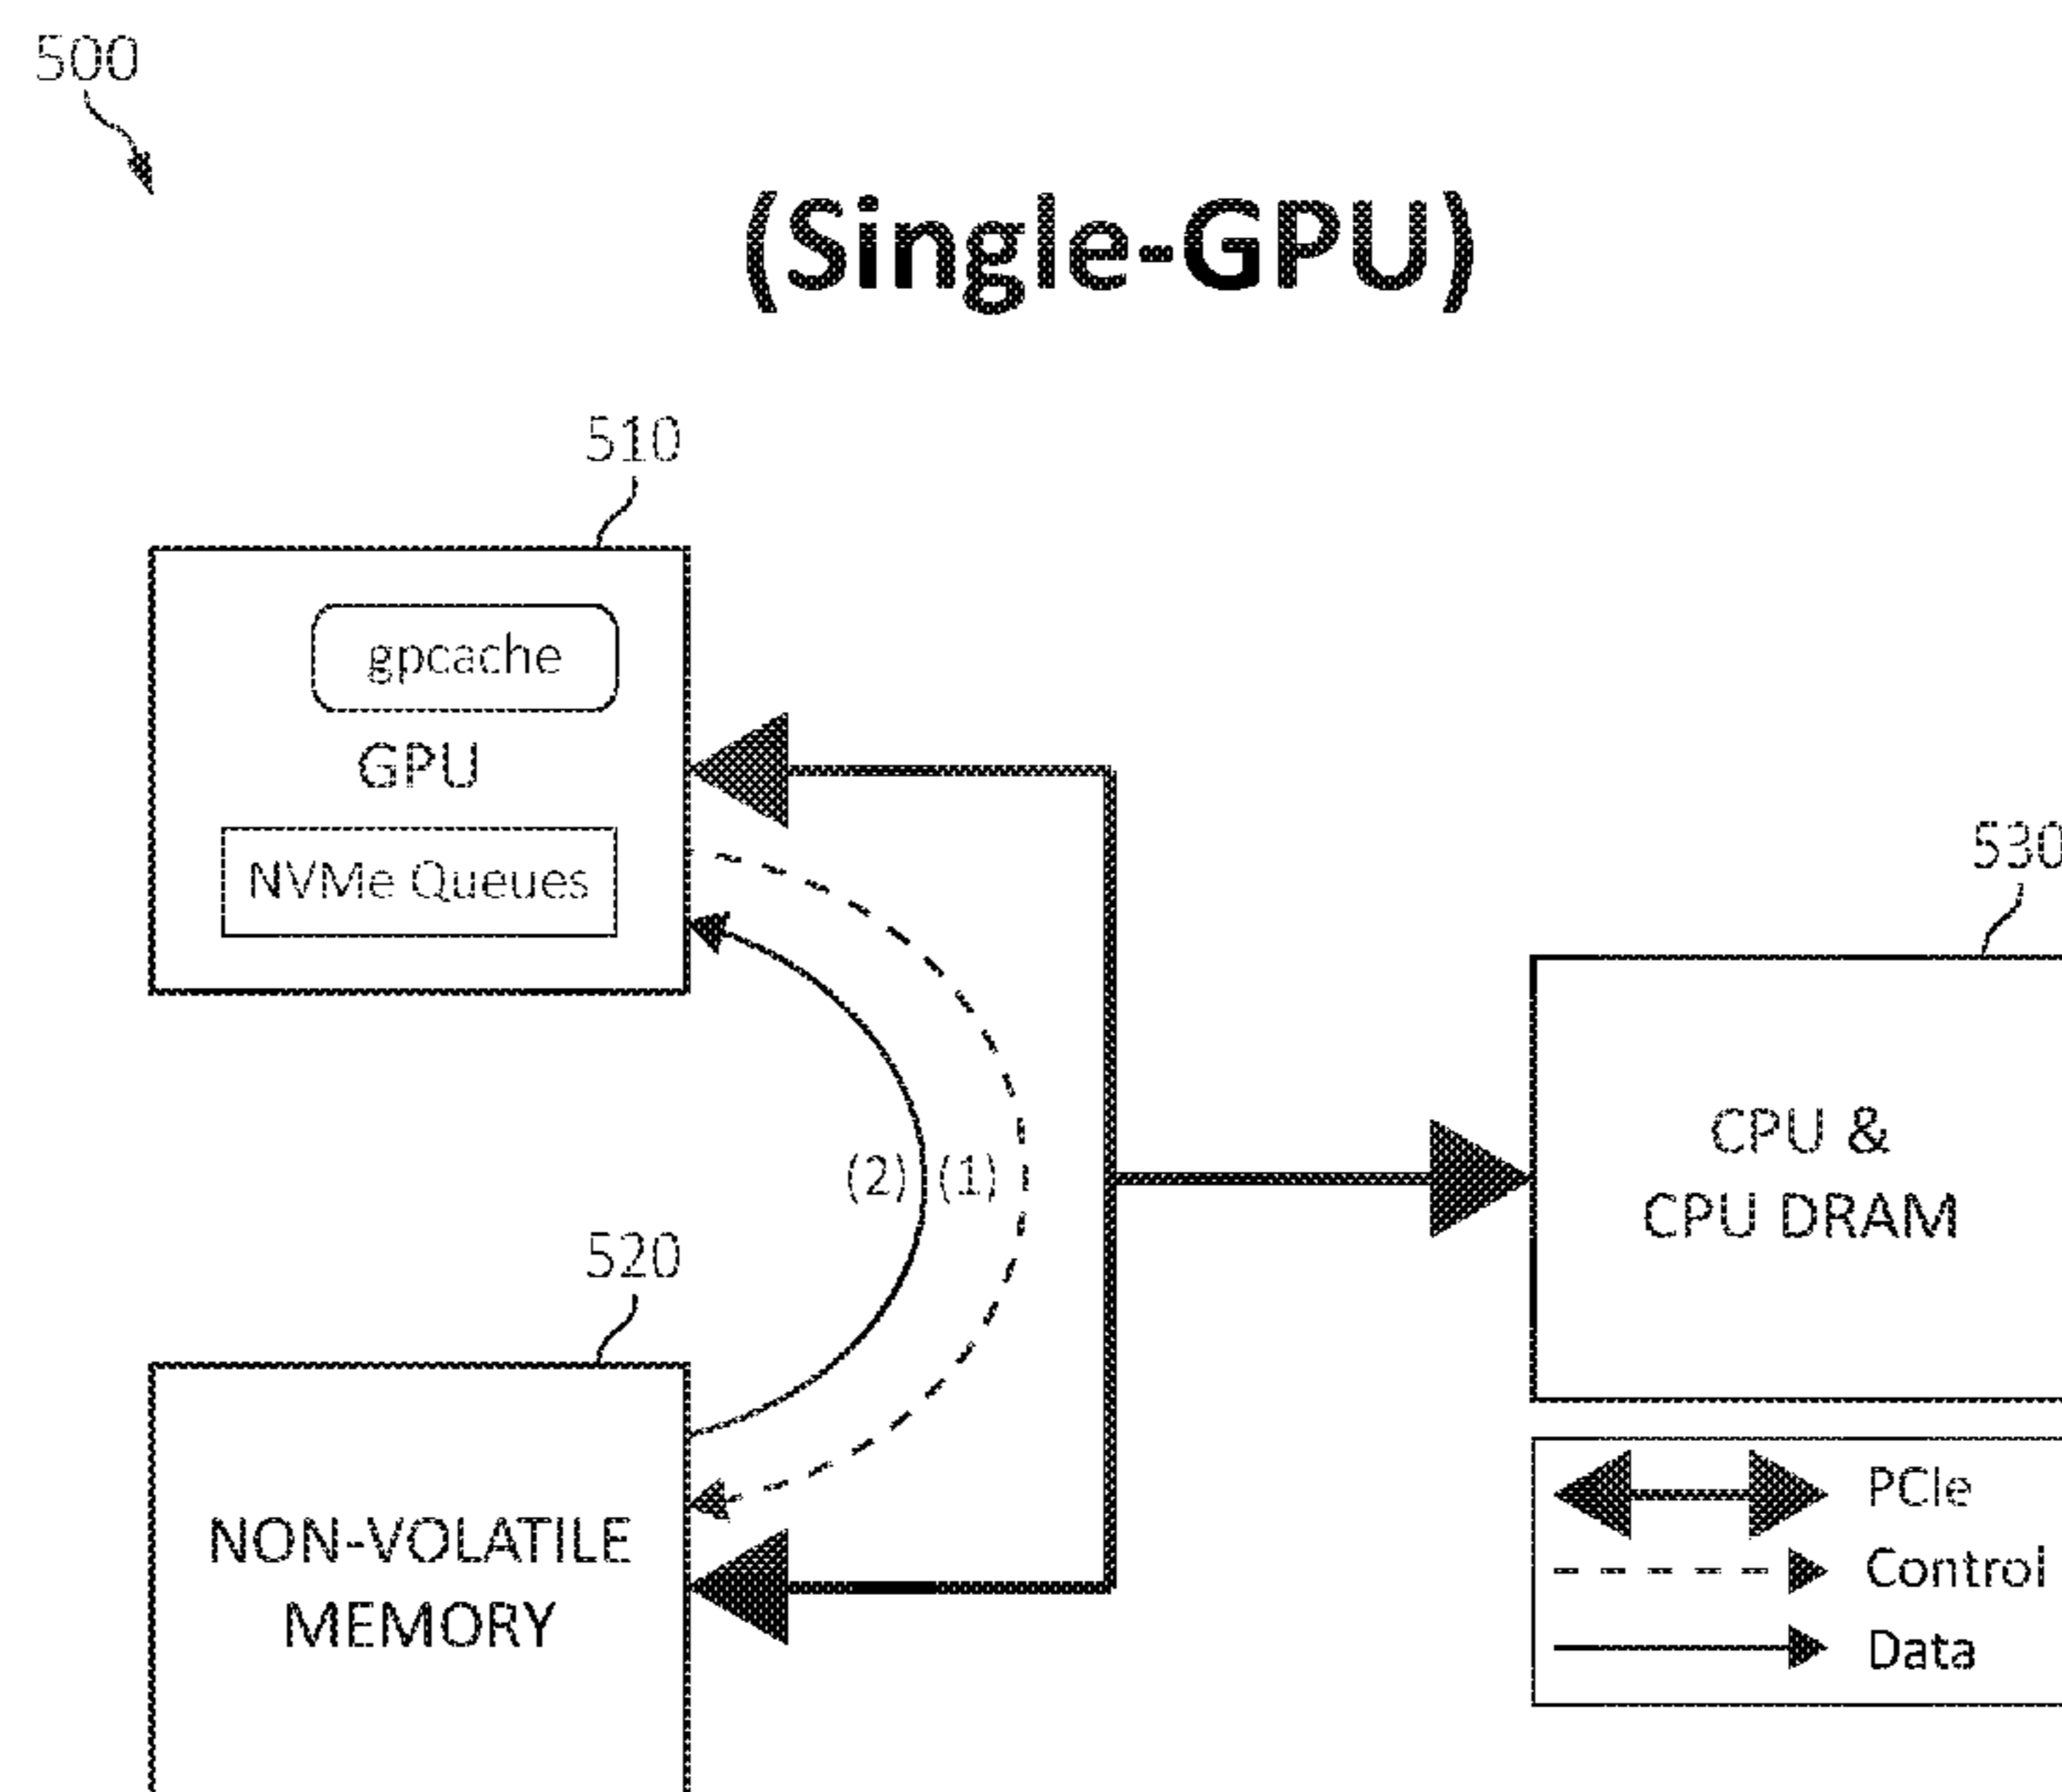 500
(Single-GPU)
510
gpcache
GPU
NVMe Queues
530
CPU &
CPU DRAM
(2) (1)
520
NON-VOLATILE
MEMORY
PCIe
Control
Data